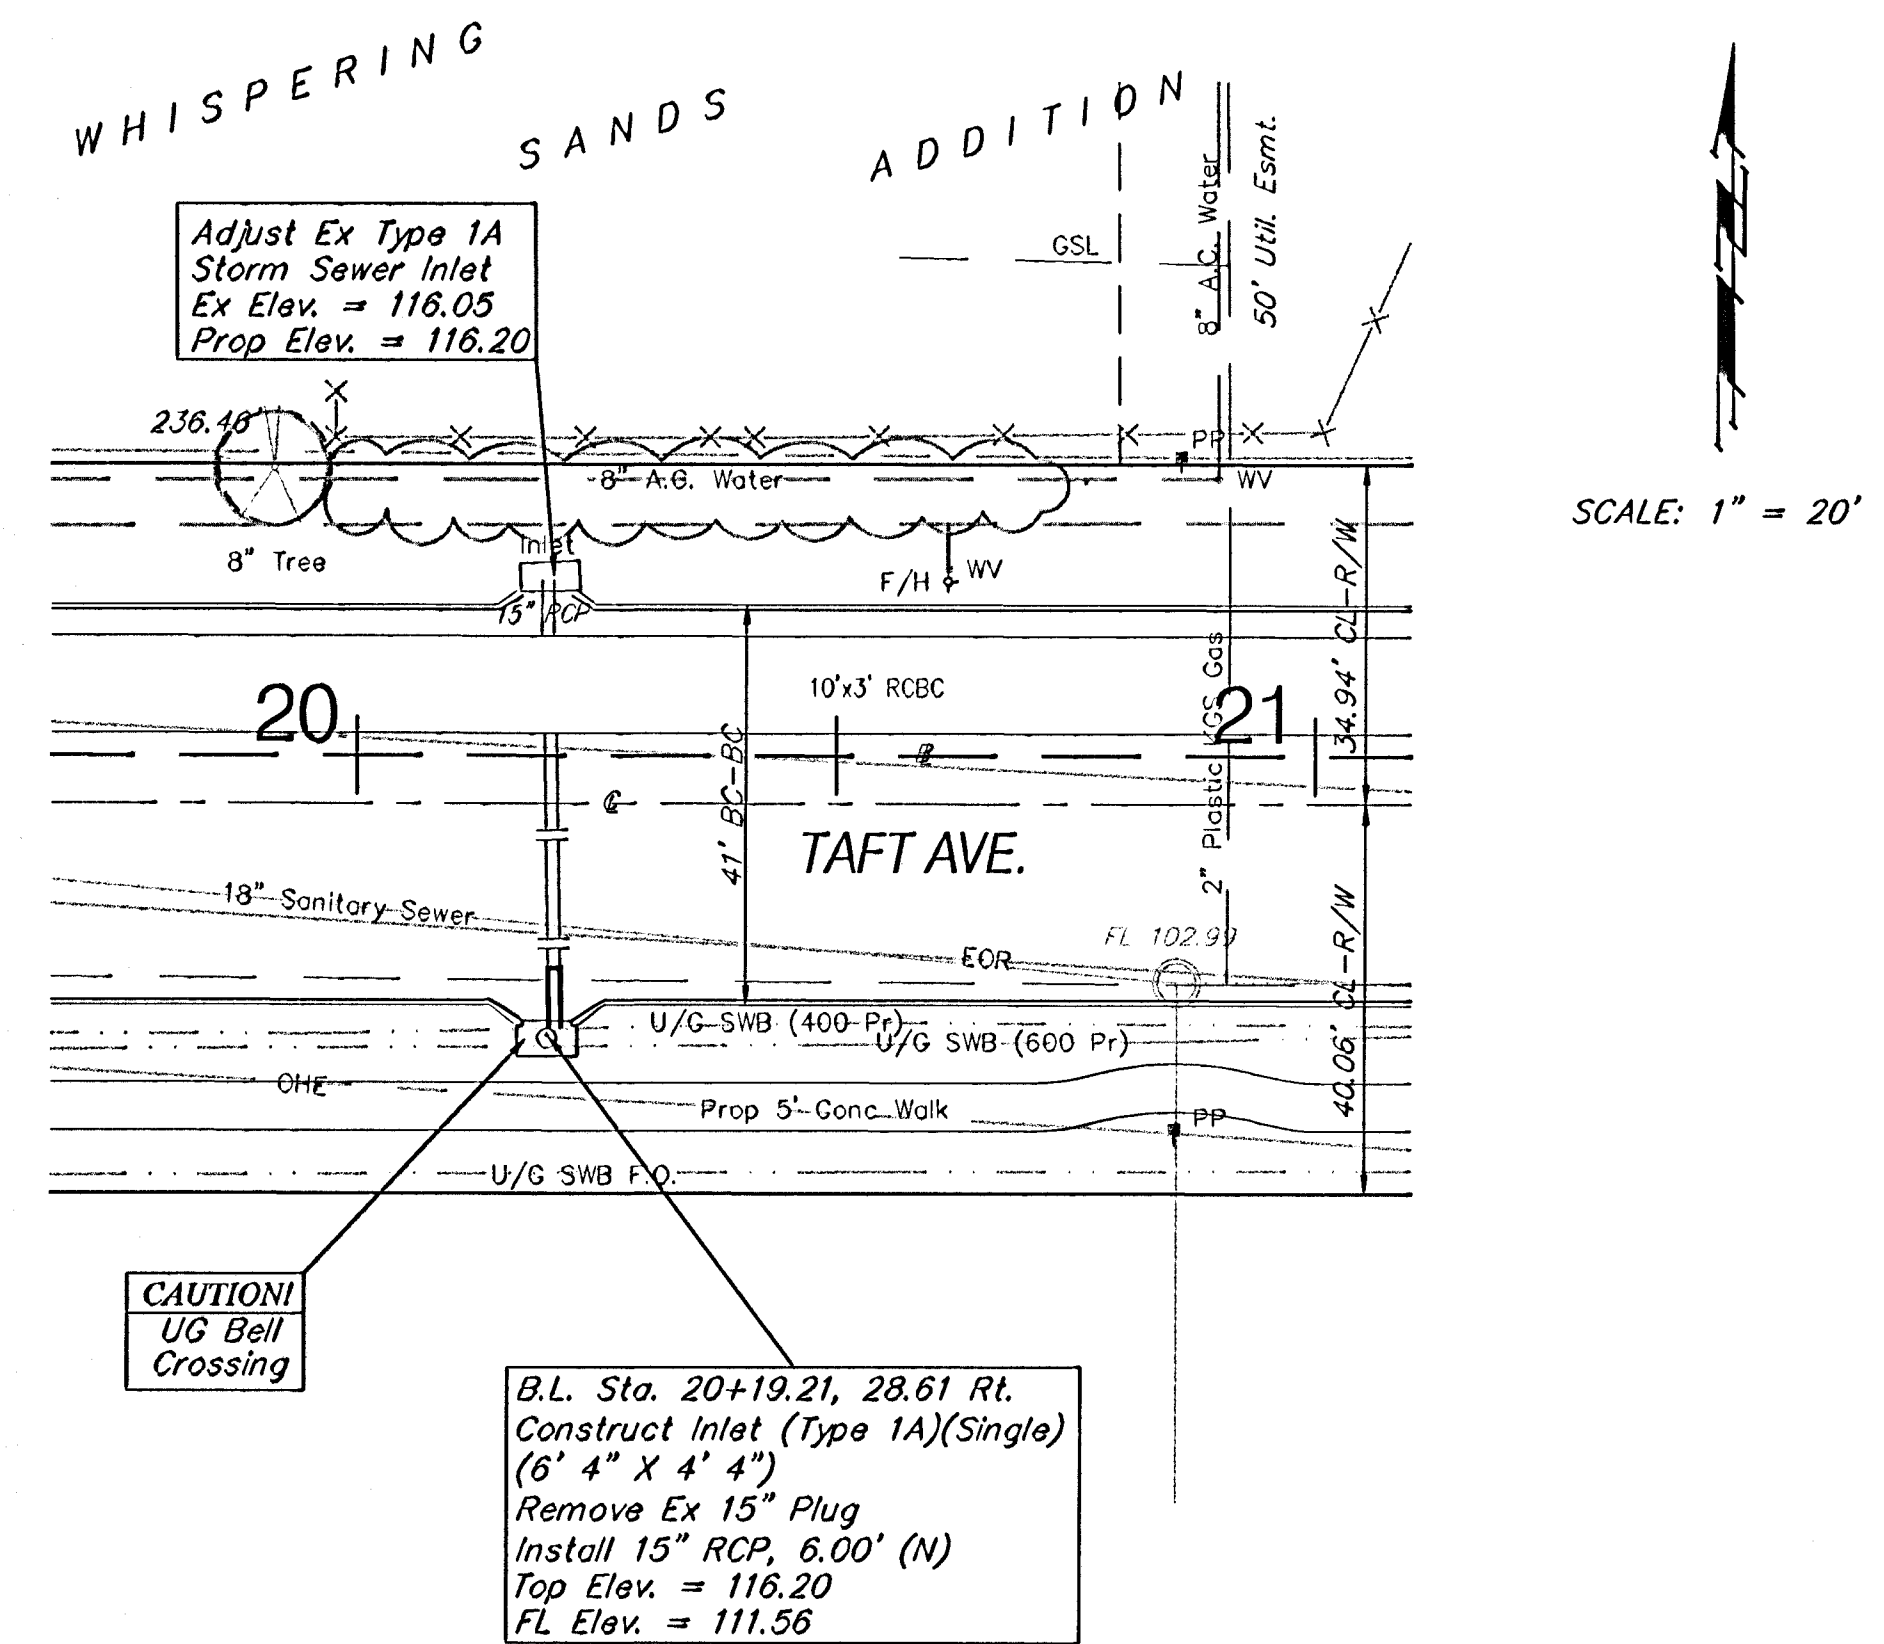 WHISPERING SANDS ADDITION
Adjust Ex Type 1A
Storm Sewer Inlet
Ex Elev. = 116.05
Prop Elev. = 116.20
GSL
8" A.C. Water
50' Util. Esmt.
SCALE: 1" = 20'
236.46
PP
8" A.C. Water
WV
8" Tree
Inlet
F/H
WV
15" RCP
34.94' CL-R/W
10'x3' RCBC
20
21
2" Plastic KGS Gas
41' BC-BC
TAFT AVE.
18" Sanitary Sewer
EOR
FL 102.99
40.06' CL-R/W
U/G SWB (400 Pr)
U/G SWB (600 Pr)
OHE
Prop 5' Conc Walk
PP
U/G SWB F.O.
CAUTION!
UG Bell
Crossing
B.L. Sta. 20+19.21, 28.61 Rt.
Construct Inlet (Type 1A)(Single)
(6' 4" X 4' 4")
Remove Ex 15" Plug
Install 15" RCP, 6.00' (N)
Top Elev. = 116.20
FL Elev. = 111.56